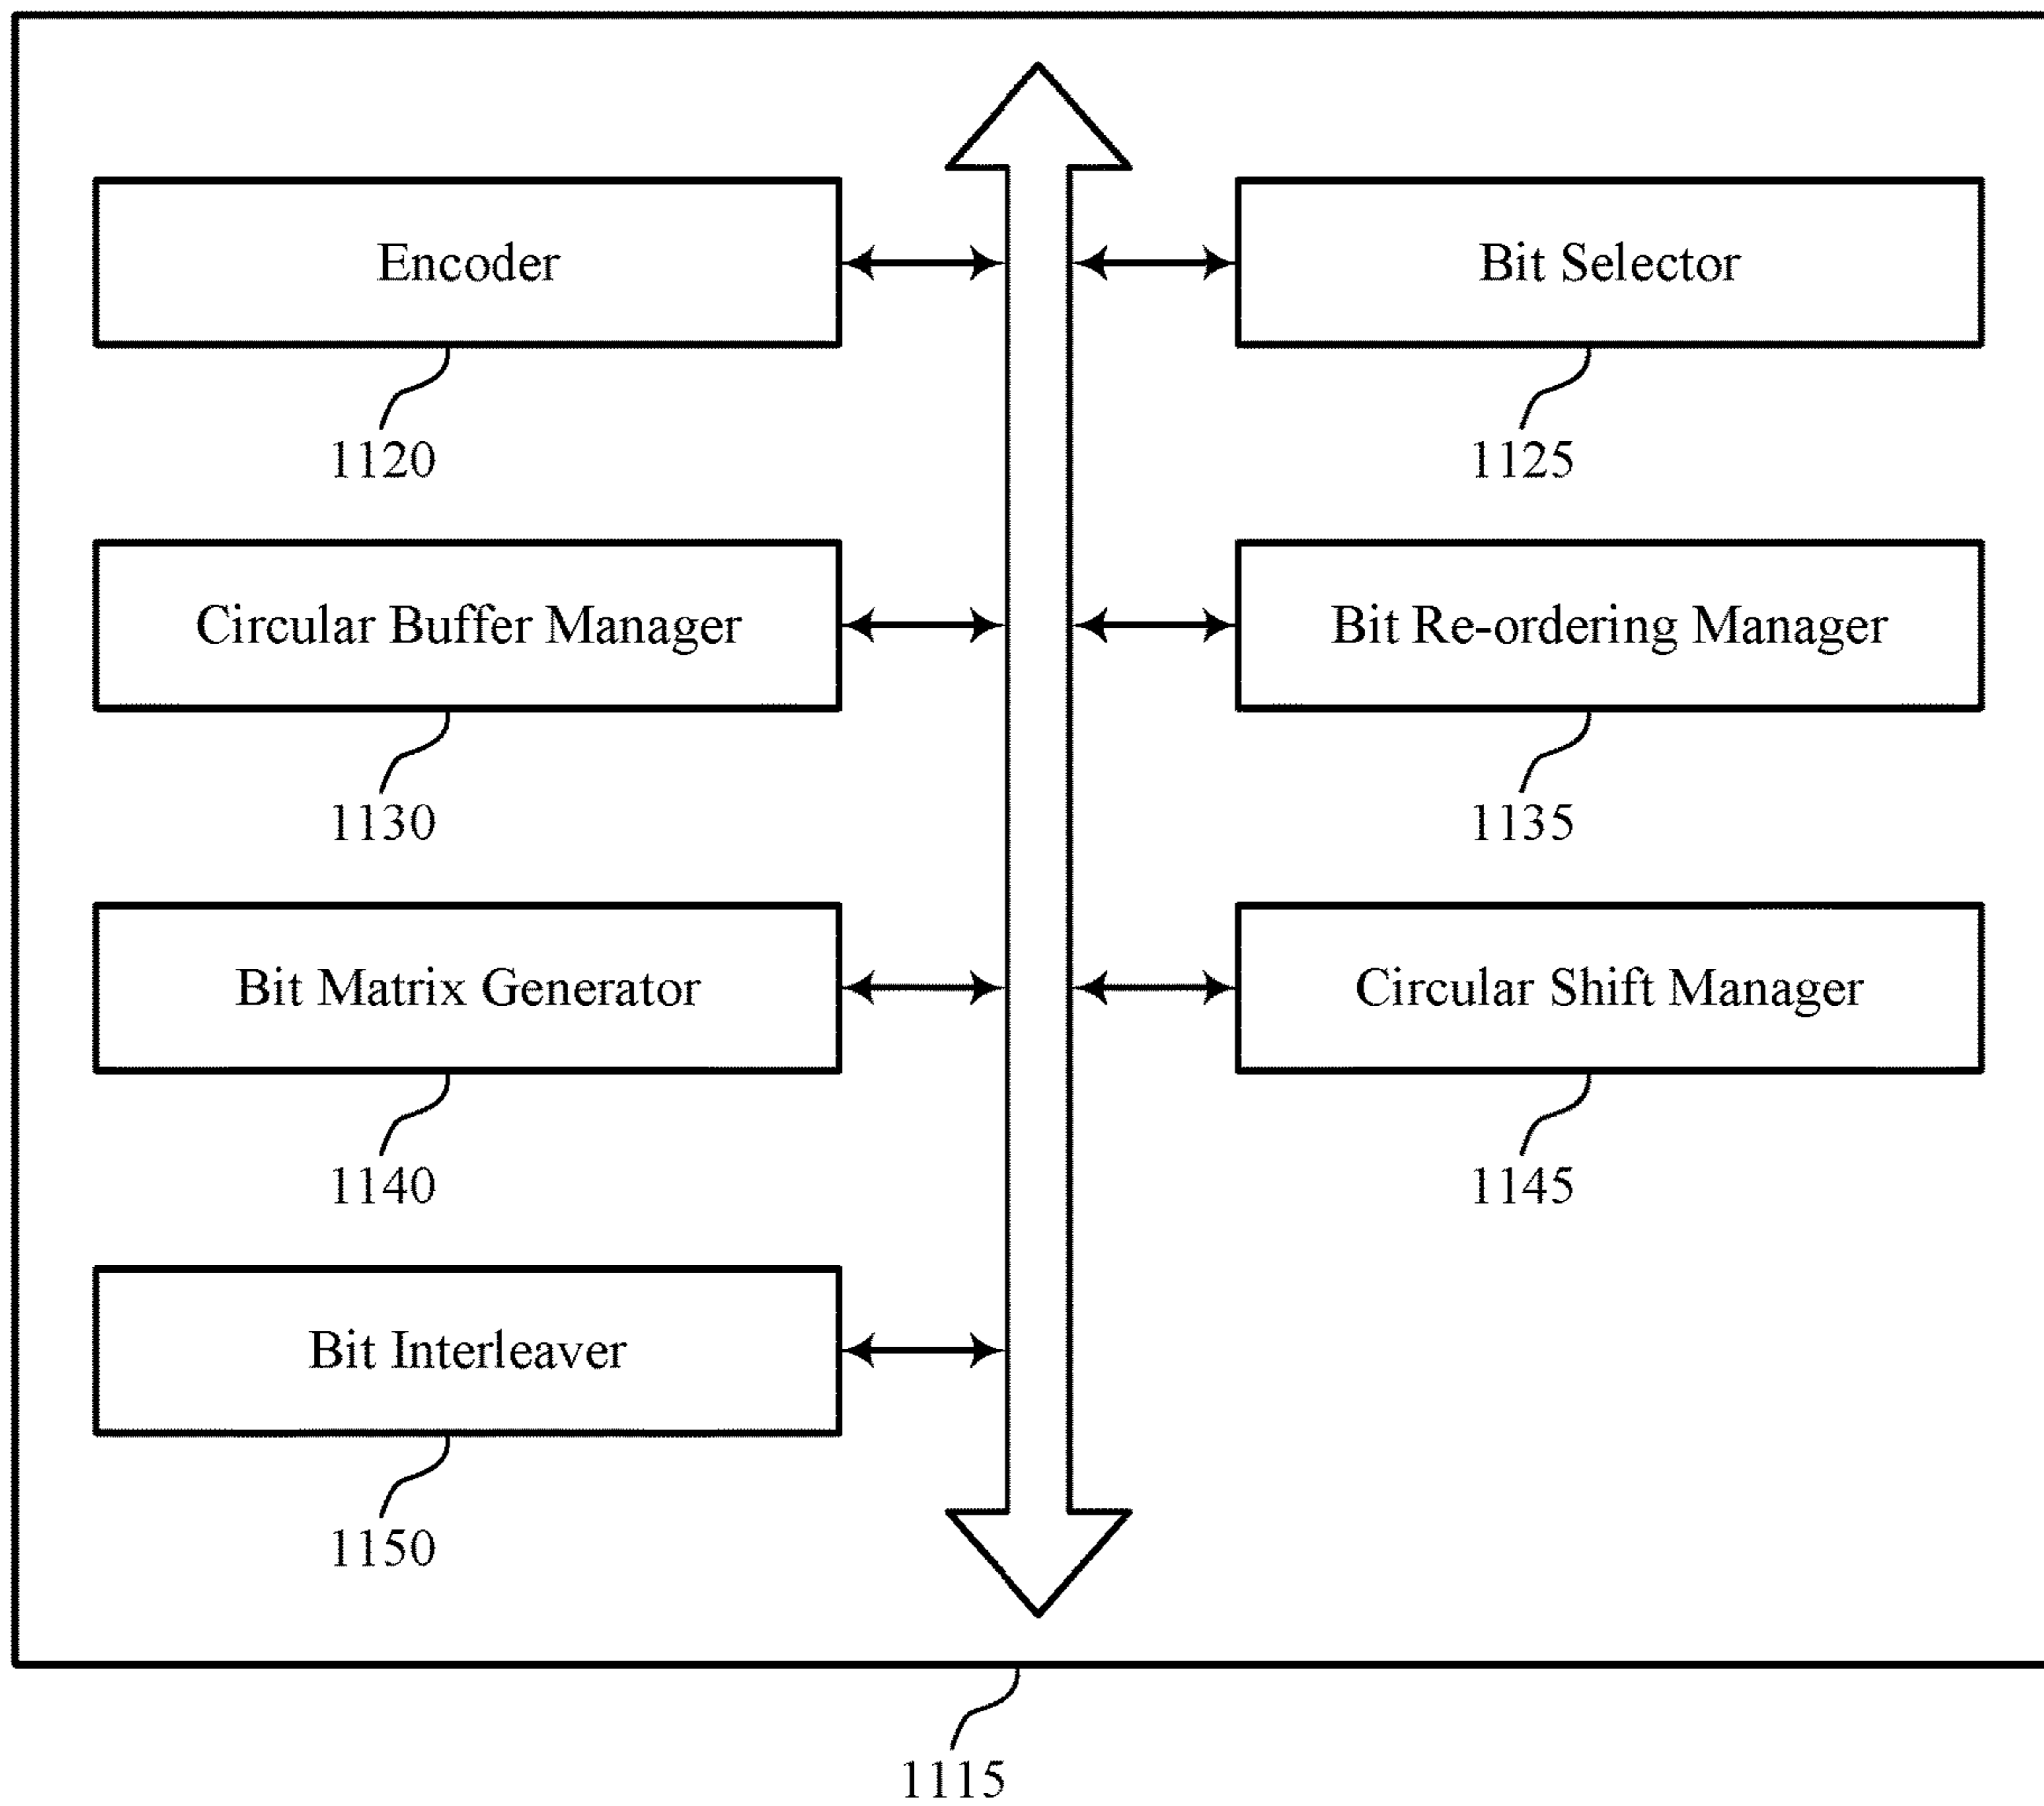 Encoder
Bit Selector
1120
1125
Circular Buffer Manager
Bit Re-ordering Manager
1130
1135
Bit Matrix Generator
Circular Shift Manager
1140
1145
Bit Interleaver
1150
1115